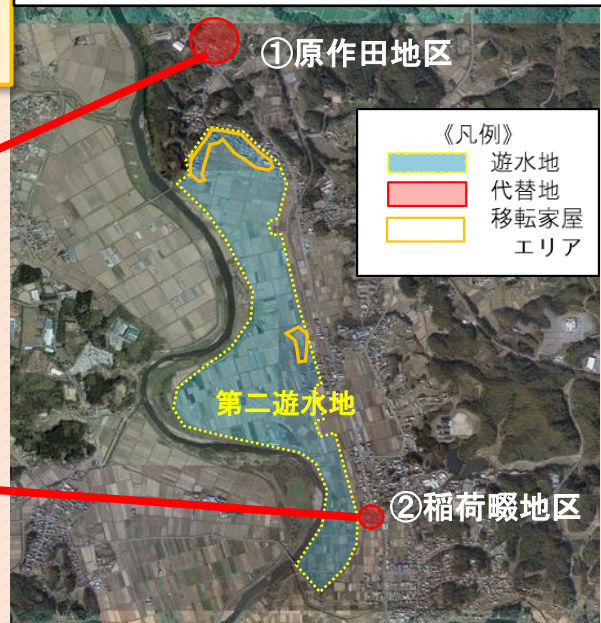 ①原作田地区
《凡例》
遊水地
代替地
移転家屋
エリア
第二遊水地
②稲荷畷地区